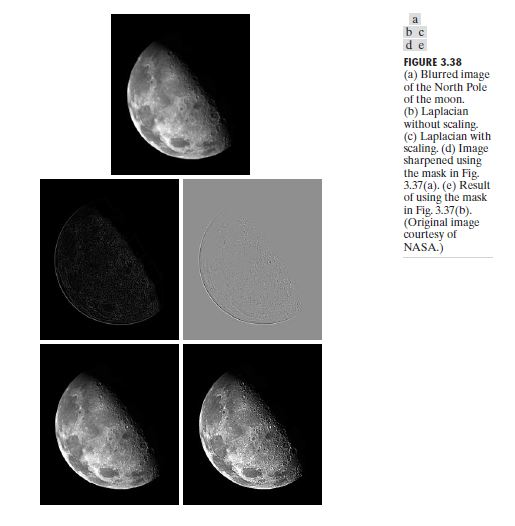 a
b c
d e
FIGURE 3.38
(a) Blurred image
of the North Pole
of the moon.
(b) Laplacian
without scaling.
(c) Laplacian with
scaling. (d) Image
sharpened using
the mask in Fig.
3.37(a). (e) Result
of using the mask
in Fig. 3.37(b).
(Original image
courtesy of
NASA.)